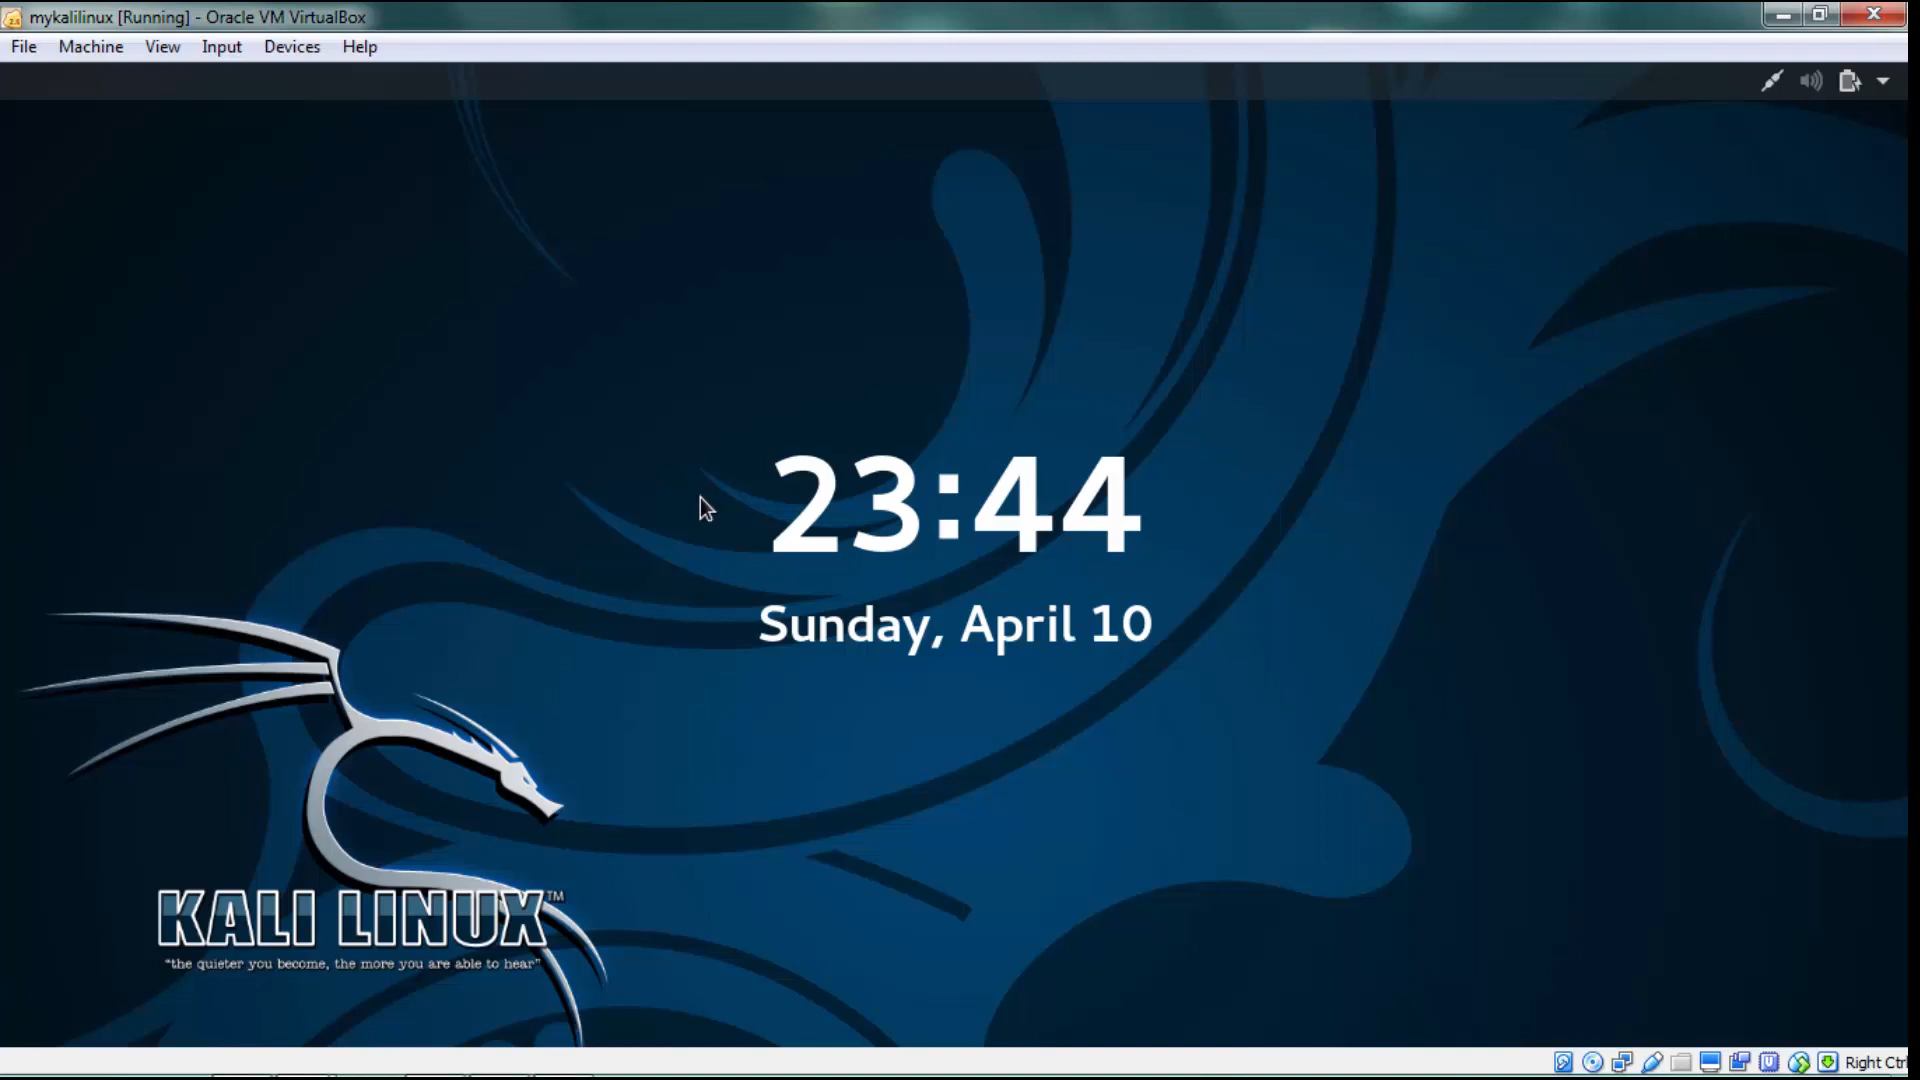 mykalilinux [Running] - Oracle VM VirtualBox
File Machine View Input Devices Help
23:44
Sunday, April 10
KALI LINUX™
“the quieter you become, the more you are able to hear”
Right Ctrl